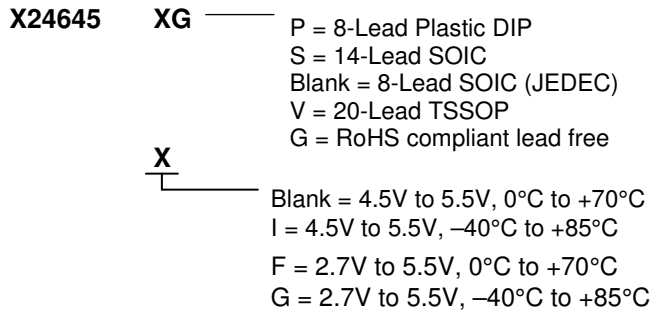 X24645 XG P = 8-Lead Plastic DIP
S = 14-Lead SOIC
Blank = 8-Lead SOIC (JEDEC)
V = 20-Lead TSSOP
G = RoHS compliant lead free
X
Blank = 4.5V to 5.5V, 0°C to +70°C
I = 4.5V to 5.5V, –40°C to +85°C
F = 2.7V to 5.5V, 0°C to +70°C
G = 2.7V to 5.5V, –40°C to +85°C